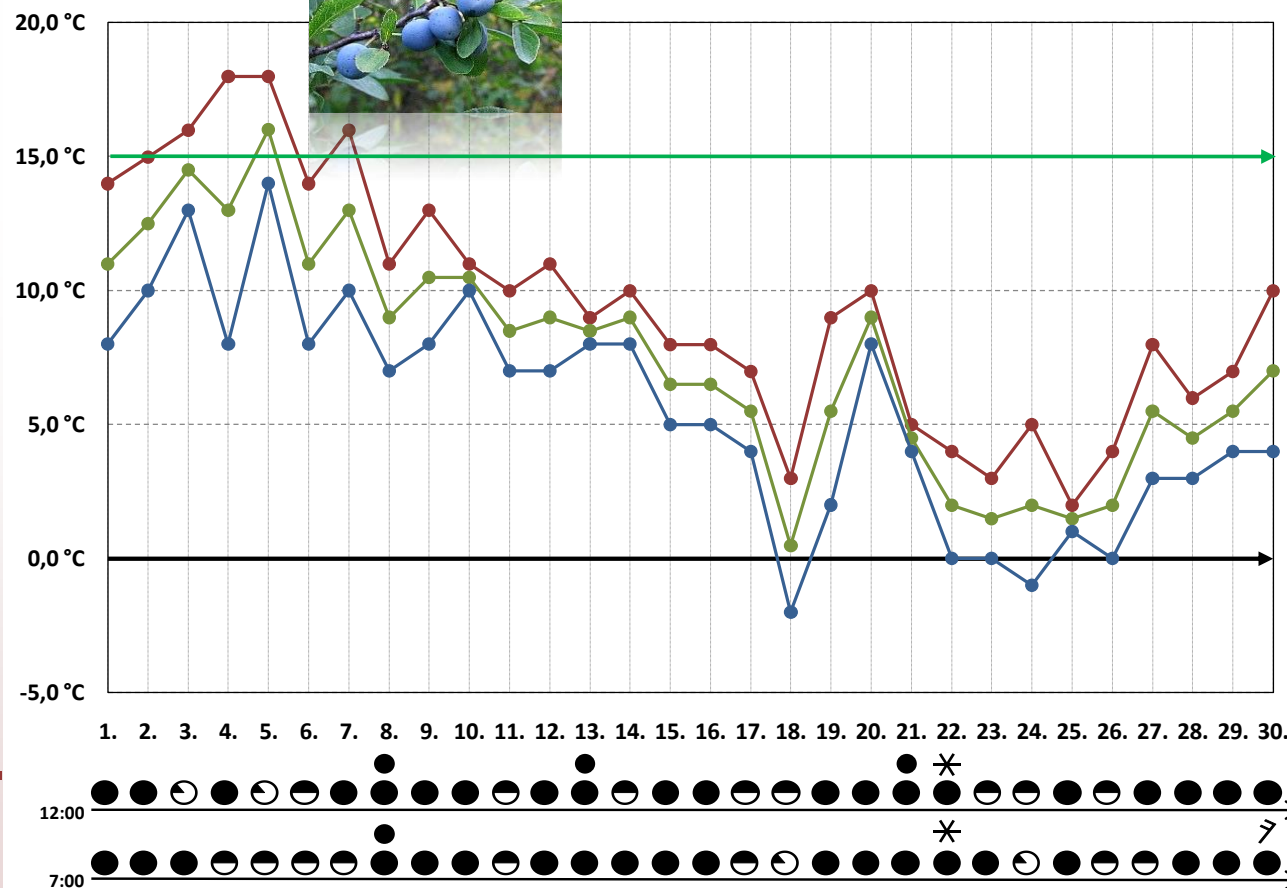 20,0 °C
15,0 °C
10,0 °C
5,0 °C
0,0 °C
-5,0 °C
1. 2. 3. 4. 5. 6. 7. 8. 9. 10. 11. 12. 13. 14. 15. 16. 17. 18. 19. 20. 21. 22. 23. 24. 25. 26. 27. 28. 29. 30.
12:00
7:00